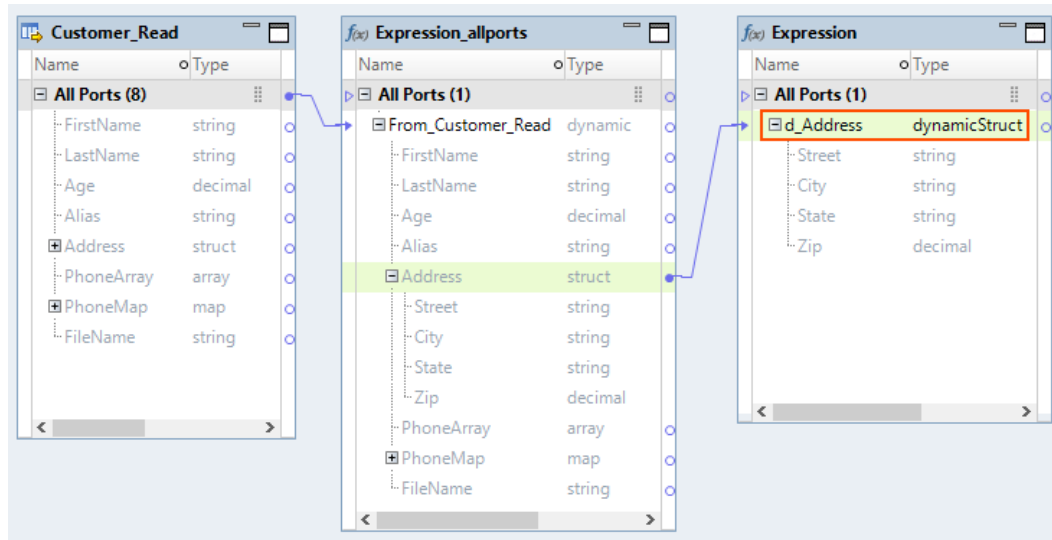 Customer_Read
Name Type
All Ports (8)
FirstName string
LastName string
Age decimal
Alias string
Address struct
PhoneArray array
PhoneMap map
FileName string
f(x) Expression_allports
Name Type
All Ports (1)
From_Customer_Read dynamic
FirstName string
LastName string
Age decimal
Alias string
Address struct
Street string
City string
State string
Zip decimal
PhoneArray array
PhoneMap map
FileName string
f(x) Expression
Name Type
All Ports (1)
d_Address dynamicStruct
Street string
City string
State string
Zip decimal